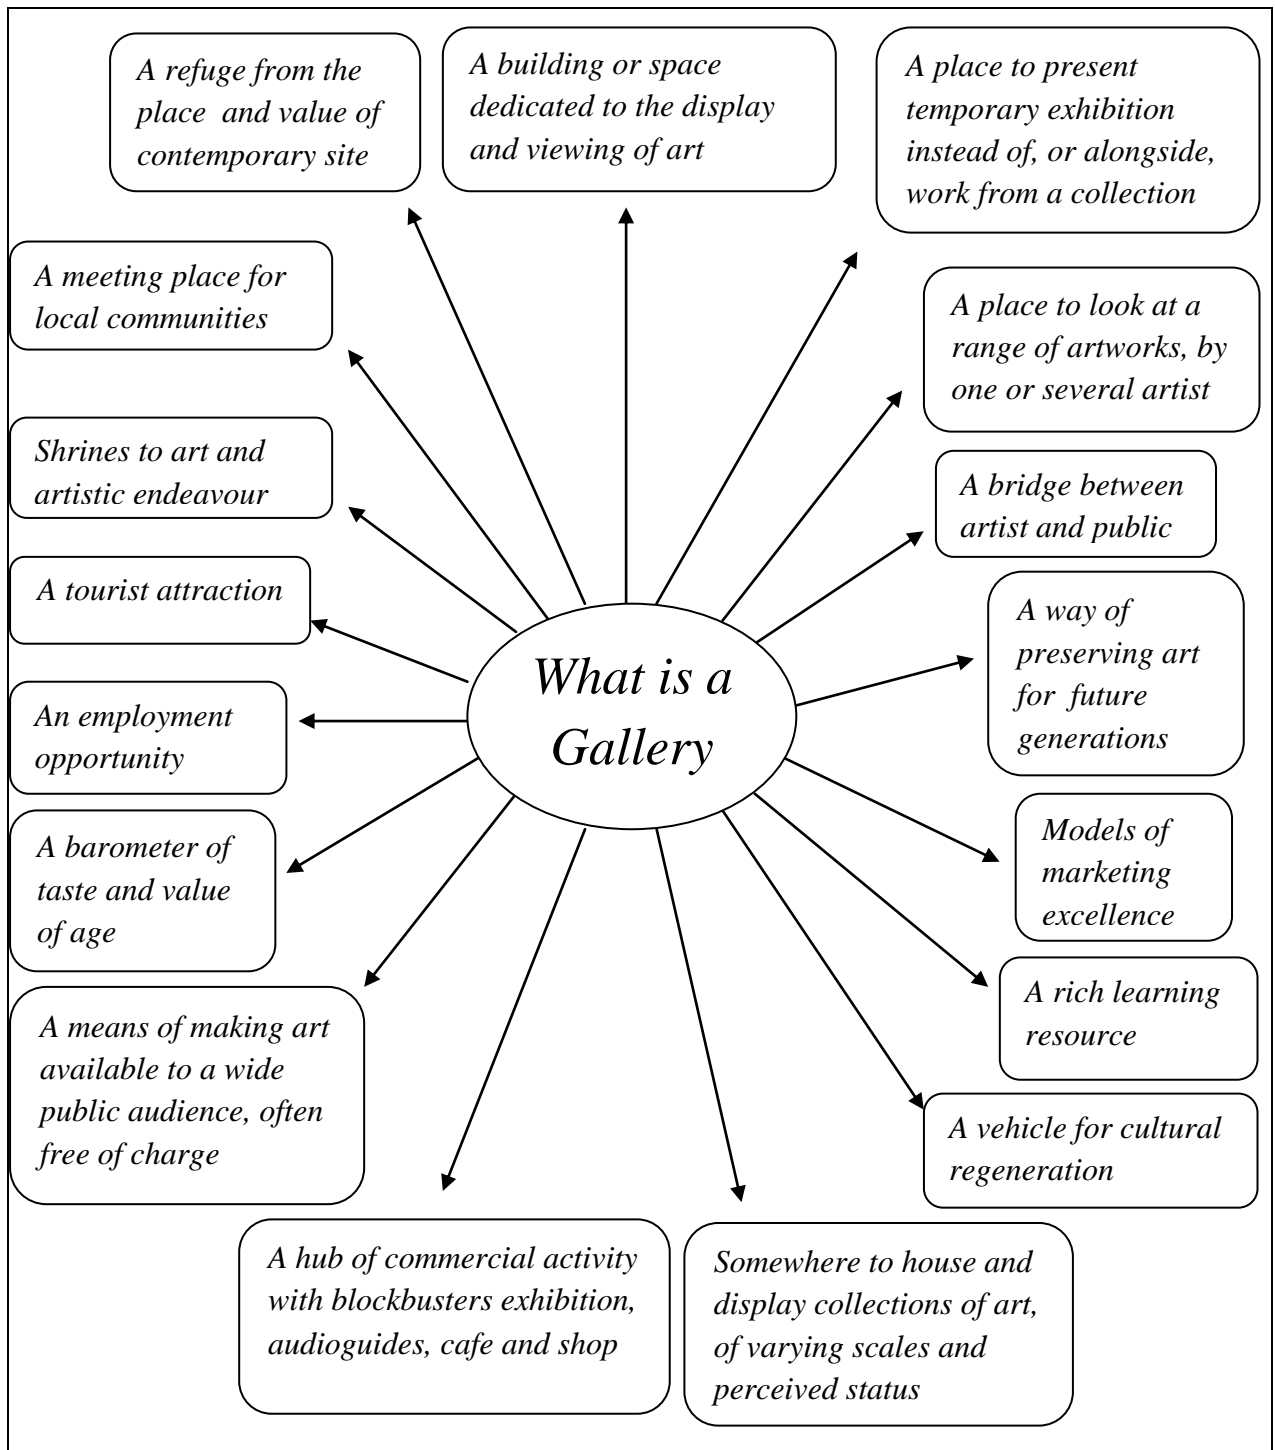 A refuge from the
place and value of
contemporary site
A building or space
dedicated to the display
and viewing of art
A place to present
temporary exhibition
instead of, or alongside,
work from a collection
A meeting place for
local communities
A place to look at a
range of artworks, by
one or several artist
Shrines to art and
artistic endeavour
A bridge between
artist and public
A tourist attraction
A way of
preserving art
for future
generations
What is a
Gallery
An employment
opportunity
Models of
marketing
excellence
A barometer of
taste and value
of age
A rich learning
resource
A means of making art
available to a wide
public audience, often
free of charge
A vehicle for cultural
regeneration
A hub of commercial activity
with blockbusters exhibition,
audioguides, cafe and shop
Somewhere to house and
display collections of art,
of varying scales and
perceived status